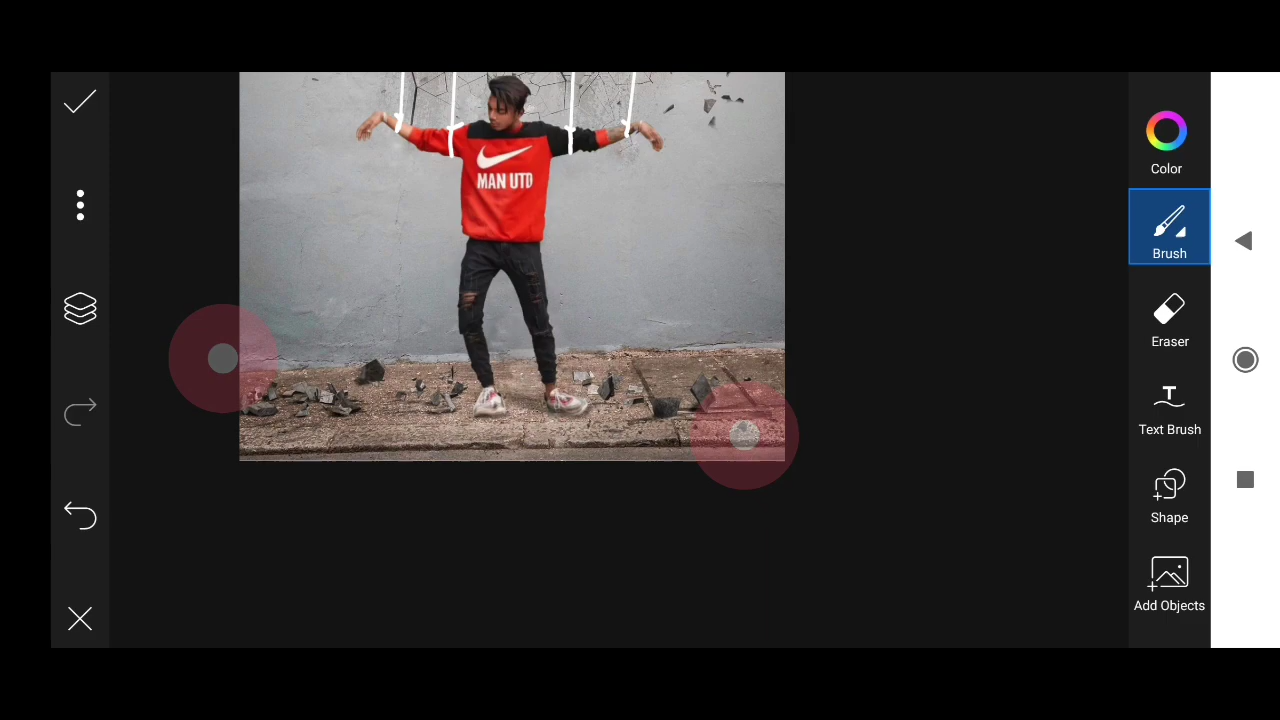 Color
Brush
Eraser
Text Brush
Shape
Add Objects
MAN UTD